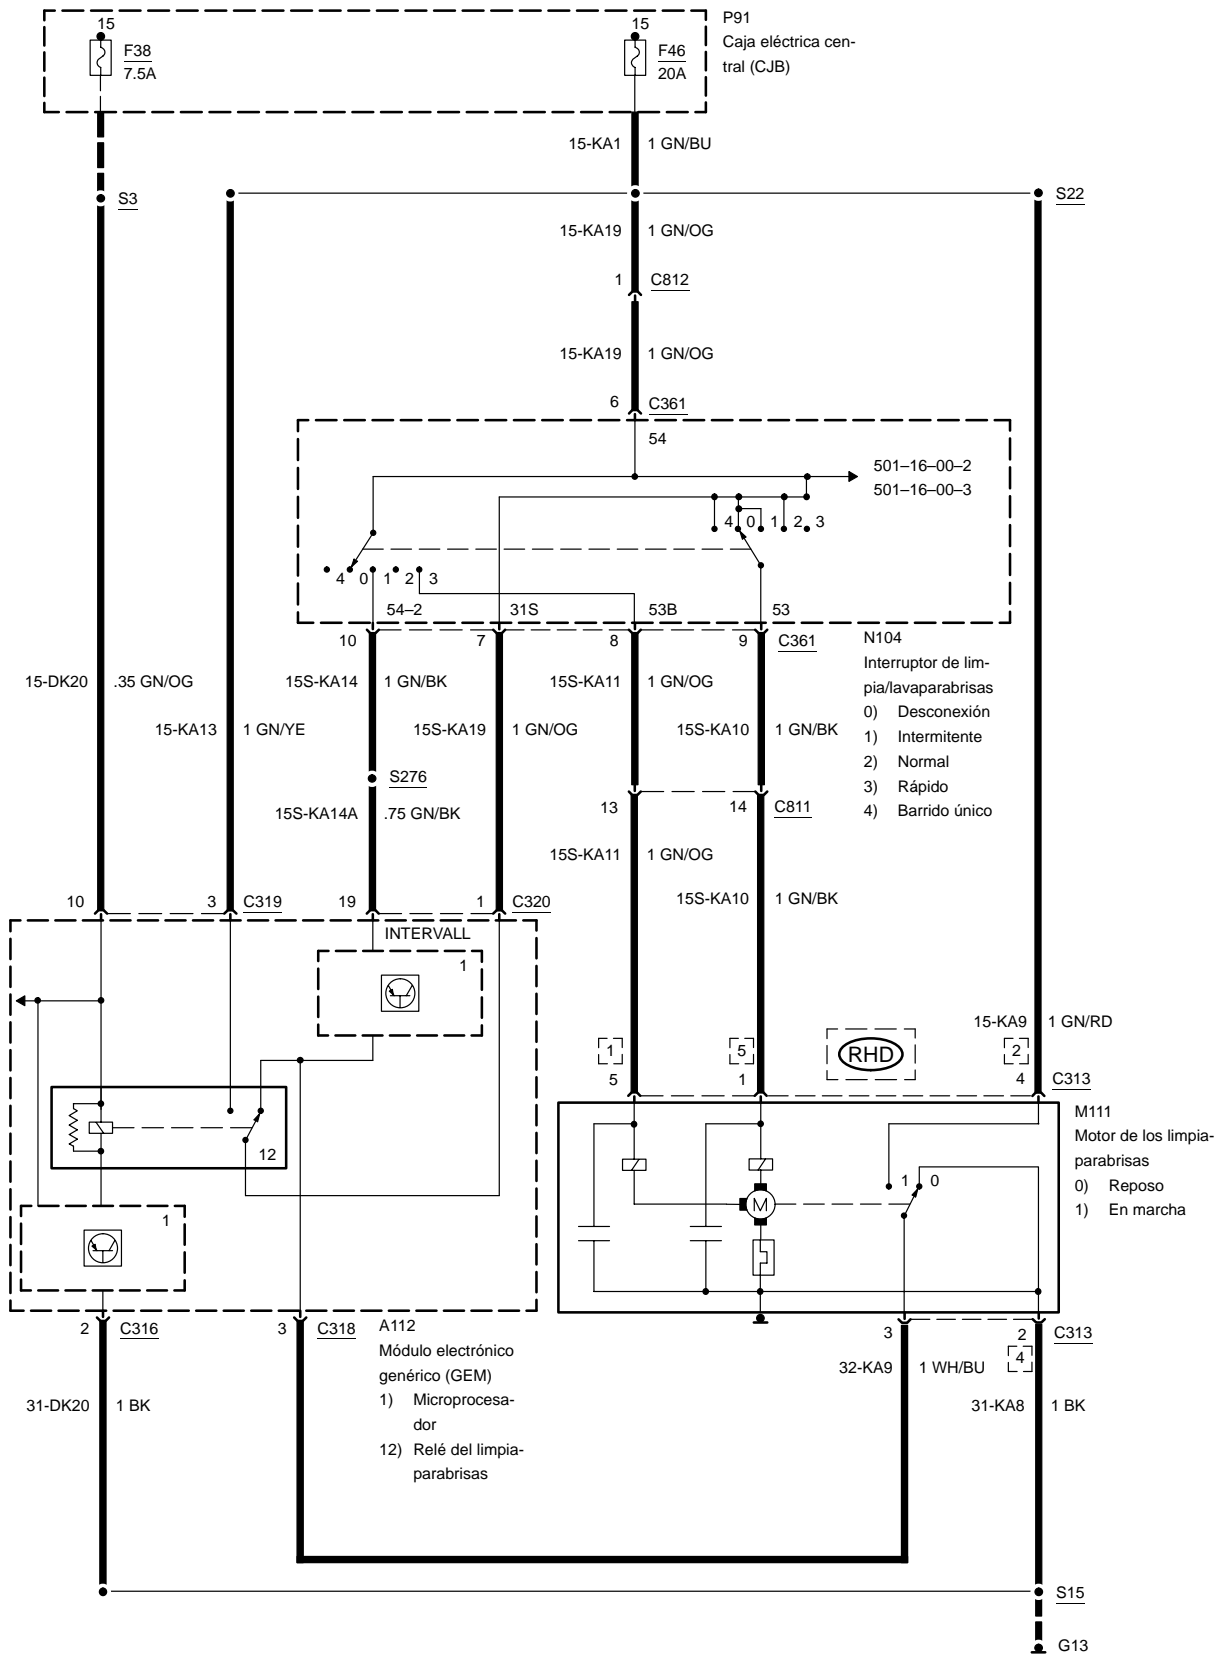 15
F38
7.5A
15
F46
20A
P91
Caja eléctrica cen-
tral (CJB)
15-KA1
1 GN/BU
S3
S22
15-KA19
1 GN/OG
1
C812
15-KA19
1 GN/OG
6
C361
54
501–16–00–2
501–16–00–3
4 0 1 2 3
4 0 1 2 3
54–2
31S
53B
53
10
7
8
9
C361
N104
Interruptor de lim-
pia/lavaparabrisas
0) Desconexión
1) Intermitente
2) Normal
3) Rápido
4) Barrido único
15-DK20
.35 GN/OG
15S-KA14
1 GN/BK
15S-KA11
1 GN/OG
15-KA13
1 GN/YE
15S-KA19
1 GN/OG
15S-KA10
1 GN/BK
S276
13
14
C811
15S-KA14A
.75 GN/BK
15S-KA11
1 GN/OG
15S-KA10
1 GN/BK
10
3
C319
19
1
C320
INTERVALL
1
15-KA9
1 GN/RD
1
5
RHD
2
5
1
4
C313
12
1
M
1 0
M111
Motor de los limpia-
parabrisas
0) Reposo
1) En marcha
2
C316
3
C318
A112
Módulo electrónico
genérico (GEM)
1) Microprocesa-
dor
12) Relé del limpia-
parabrisas
3
2
C313
4
32-KA9
1 WH/BU
31-DK20
1 BK
31-KA8
1 BK
S15
G13